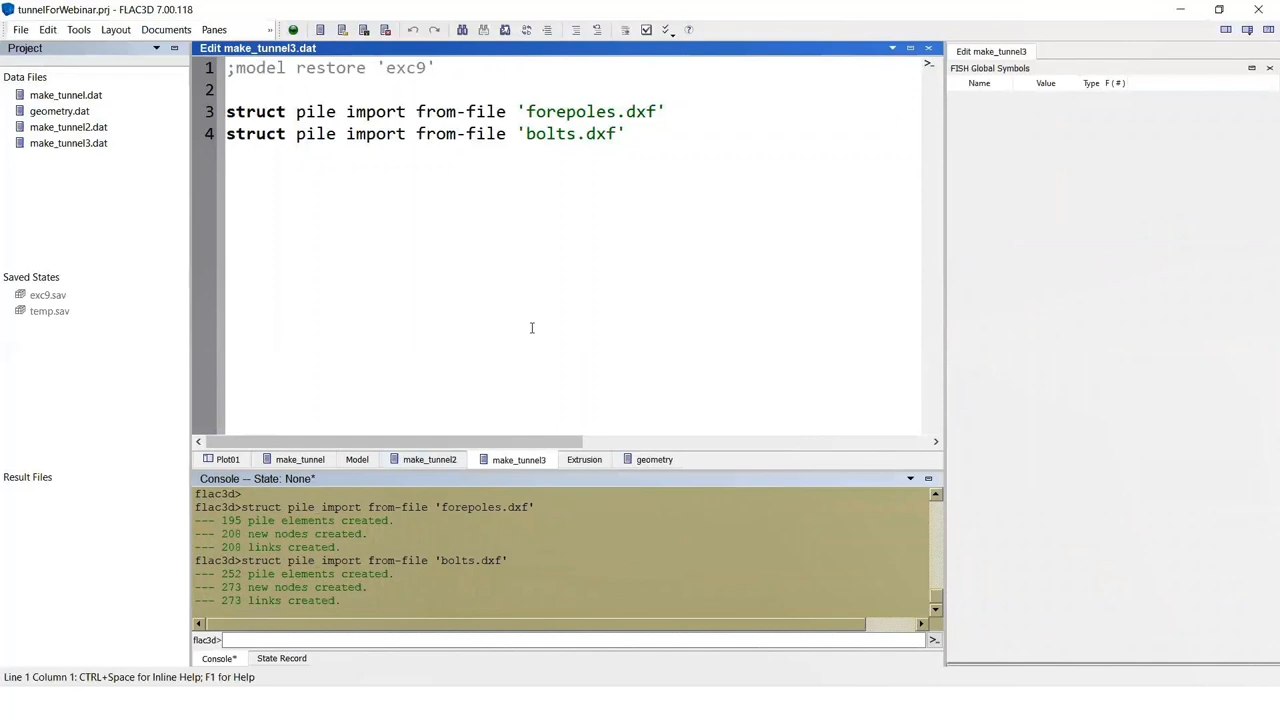 tunnelForWebinar.prj - FLAC3D 7.00.118
File Edit Tools Layout Documents Panes »
Project
Edit make_tunnel3.dat
Edit make_tunnel3
FISH Global Symbols
Name Value Type F ( # )
Data Files
make_tunnel.dat
geometry.dat
make_tunnel2.dat
make_tunnel3.dat
Saved States
exc9.sav
temp.sav
Result Files
1 ;model restore 'exc9'
2
3 struct pile import from-file 'forepoles.dxf'
4 struct pile import from-file 'bolts.dxf'
Plot01 make_tunnel Model make_tunnel2 make_tunnel3 Extrusion geometry
Console -- State: None*
flac3d>
flac3d>struct pile import from-file 'forepoles.dxf'
--- 195 pile elements created.
--- 208 new nodes created.
--- 208 links created.
flac3d>struct pile import from-file 'bolts.dxf'
--- 252 pile elements created.
--- 273 new nodes created.
--- 273 links created.
flac3d>
Console* State Record
Line 1 Column 1: CTRL+Space for Inline Help; F1 for Help